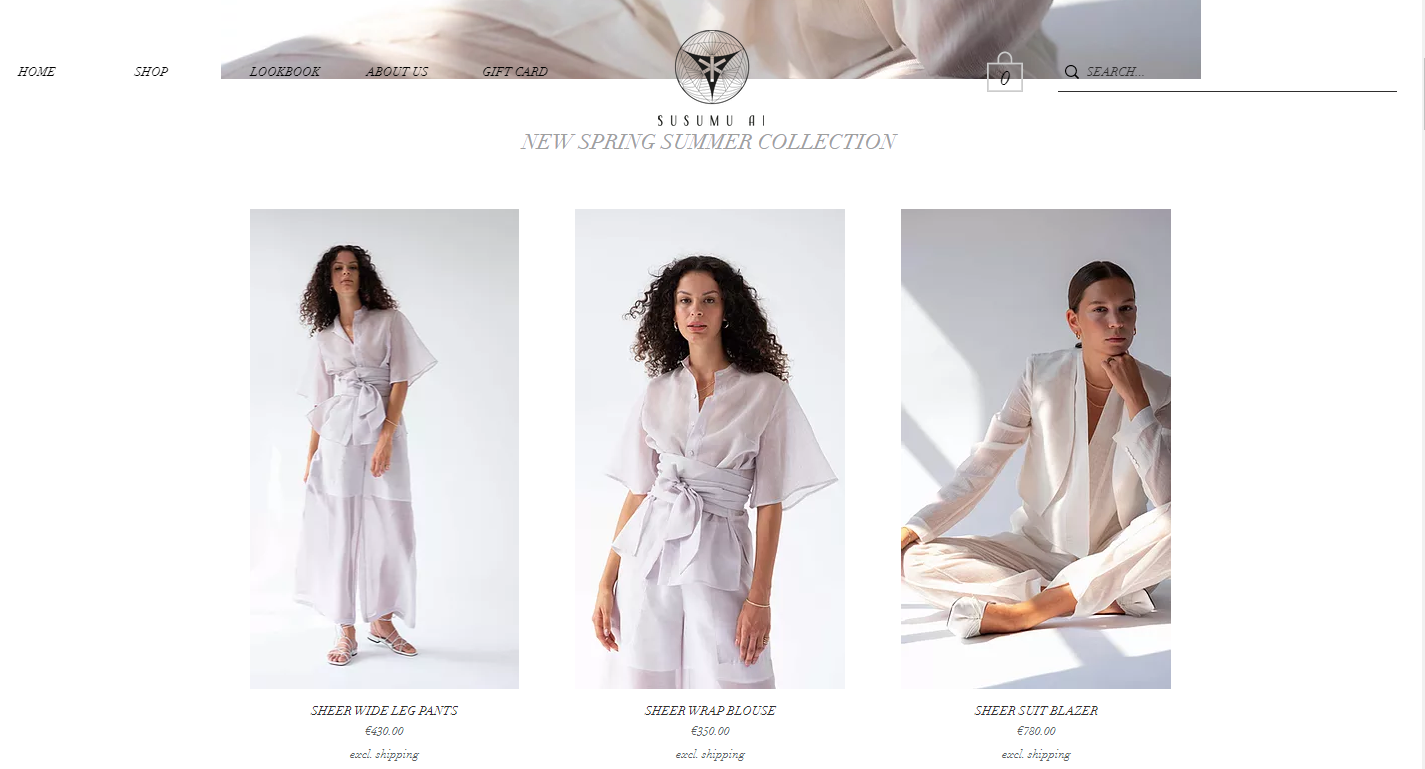 HOME SHOP LOOKBOOK ABOUT US GIFT CARD 0 SEARCH...
SUSUMU AI
NEW SPRING SUMMER COLLECTION
SHEER WIDE LEG PANTS
€430.00
excl. shipping
SHEER WRAP BLOUSE
€350.00
excl. shipping
SHEER SUIT BLAZER
€780.00
excl. shipping